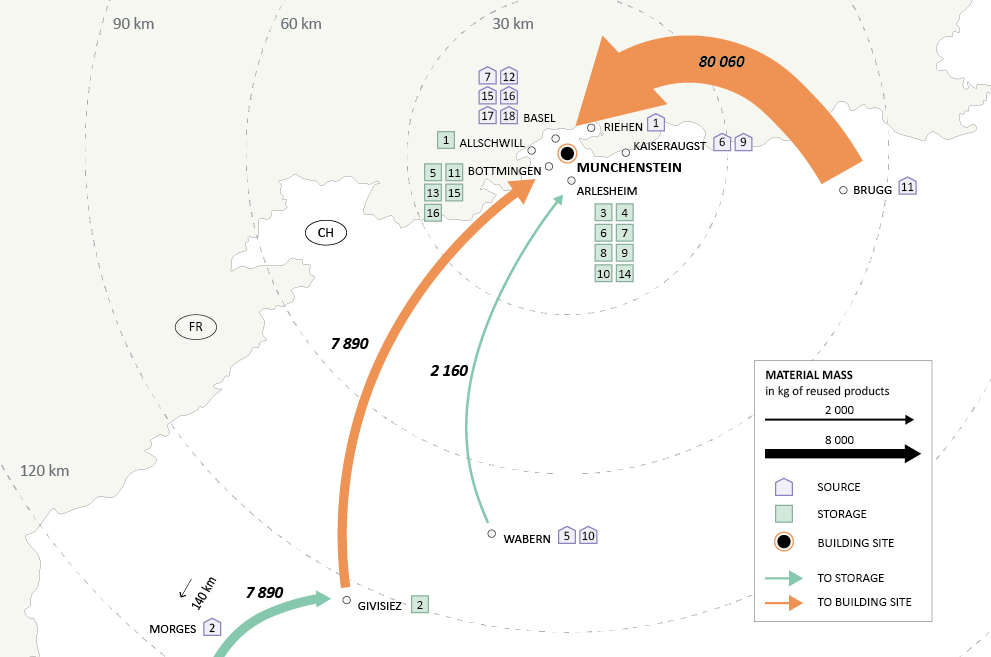 90 km
60 km
30 km
80 060
7 12
15 16
17 18
BASEL
RIEHEN 1
1 ALLSCHWILL
KAISERAUGST 6 9
5 11 BOTTMINGEN
MUNCHENSTEIN
BRUGG 11
13 15
16
ARLESHEIM
3 4
6 7
8 9
10 14
CH
FR
7 890
2 160
120 km
WABERN 5 10
140 km
7 890
GIVISIEZ 2
MORGES 2
MATERIAL MASS
in kg of reused products
2 000
8 000
SOURCE
STORAGE
BUILDING SITE
TO STORAGE
TO BUILDING SITE